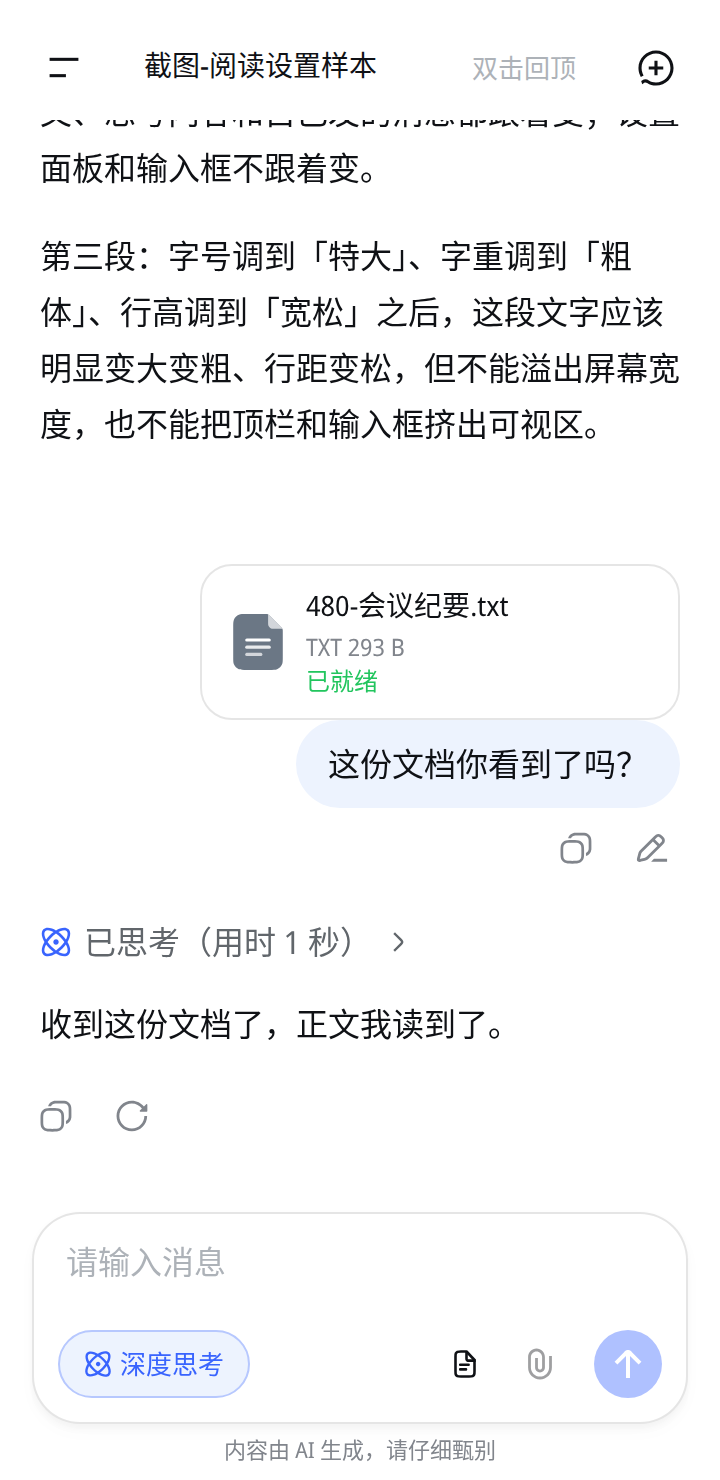 截图-阅读设置样本
双击回顶
面板和输入框不跟着变。
第三段：字号调到「特大」、字重调到「粗
体」、行高调到「宽松」之后，这段文字应该
明显变大变粗、行距变松，但不能溢出屏幕宽
度，也不能把顶栏和输入框挤出可视区。
480-会议纪要.txt
TXT 293 B
已就绪
这份文档你看到了吗？
已思考（用时 1 秒）
收到这份文档了，正文我读到了。
请输入消息
深度思考
内容由 AI 生成，请仔细甄别